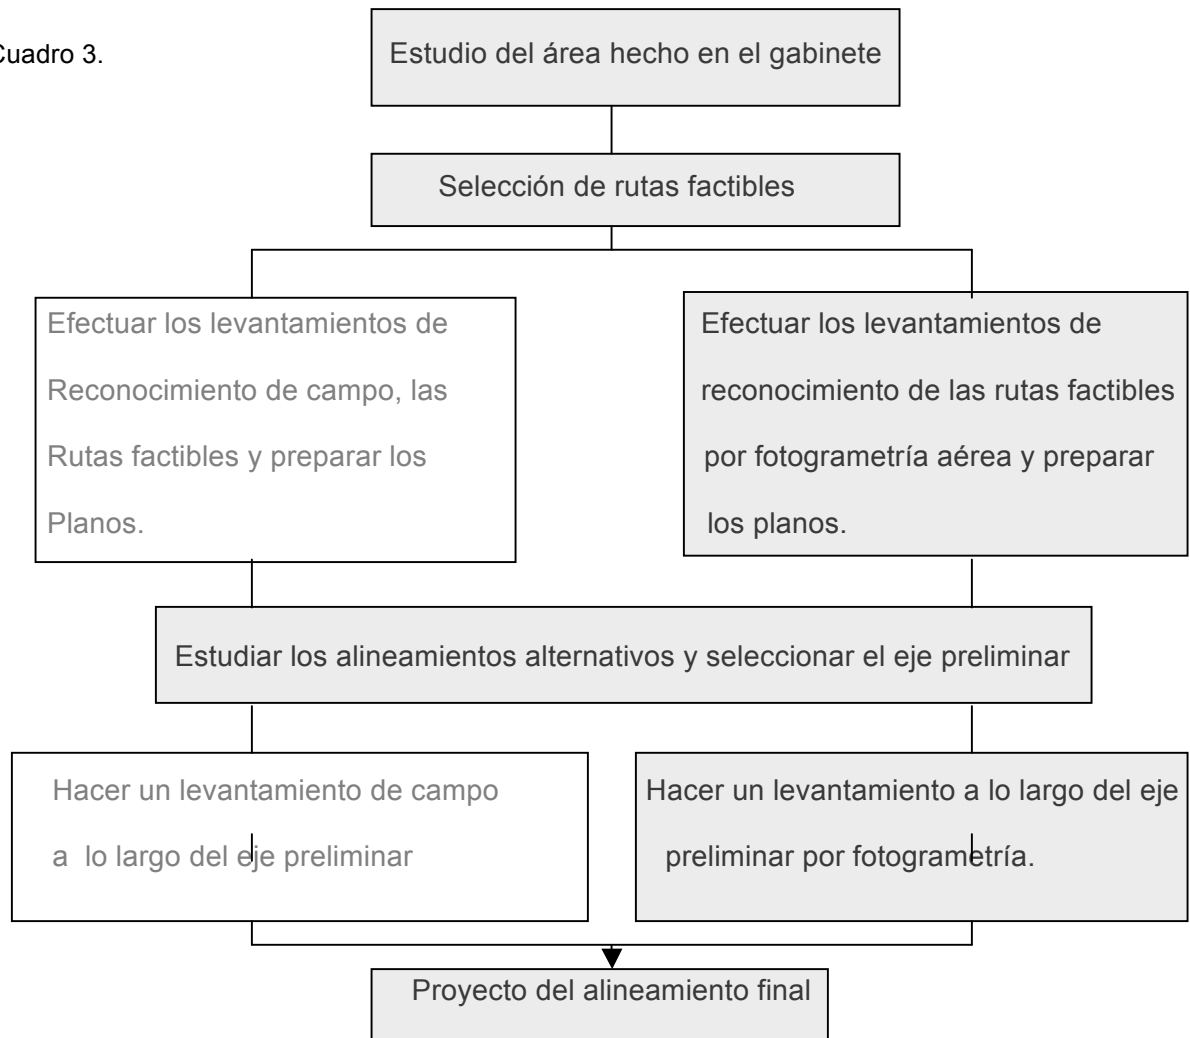 Cuadro 3.
Estudio del área hecho en el gabinete
Selección de rutas factibles
Efectuar los levantamientos de
Reconocimiento de campo, las
Rutas factibles y preparar los
Planos.
Efectuar los levantamientos de
reconocimiento de las rutas factibles
por fotogrametría aérea y preparar
los planos.
Estudiar los alineamientos alternativos y seleccionar el eje preliminar
Hacer un levantamiento de campo
a lo largo del eje preliminar
Hacer un levantamiento a lo largo del eje
preliminar por fotogrametría.
Proyecto del alineamiento final